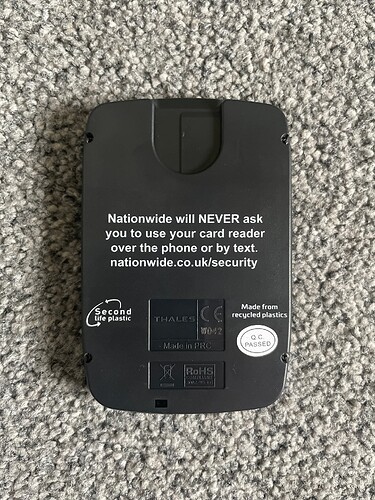 Nationwide will NEVER ask
you to use your card reader
over the phone or by text.
nationwide.co.uk/security
Second
life plastic
THALES
CE
Made in PRC
Made from
recycled plastics
Q.C.
PASSED
RoHS